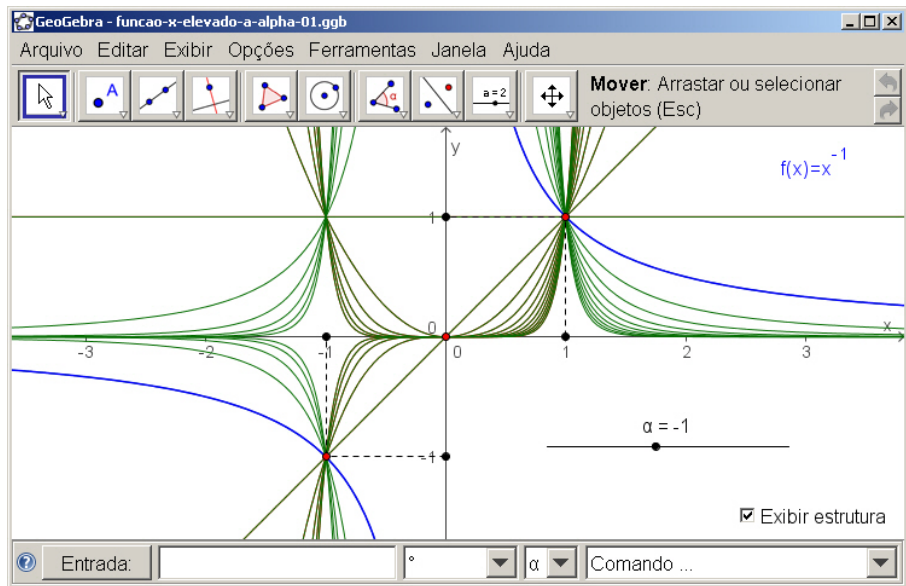 GeoGebra - funcao-x-elevado-a-alpha-01.ggb
Arquivo Editar Exibir Opções Ferramentas Janela Ajuda
A
α
a = 2
Mover: Arrastar ou selecionar
objetos (Esc)
y
f(x)=x^-1
1
0
x
-3 -2 -1 0 1 2 3
α = -1
-1
Exibir estrutura
Entrada: ° α Comando ...